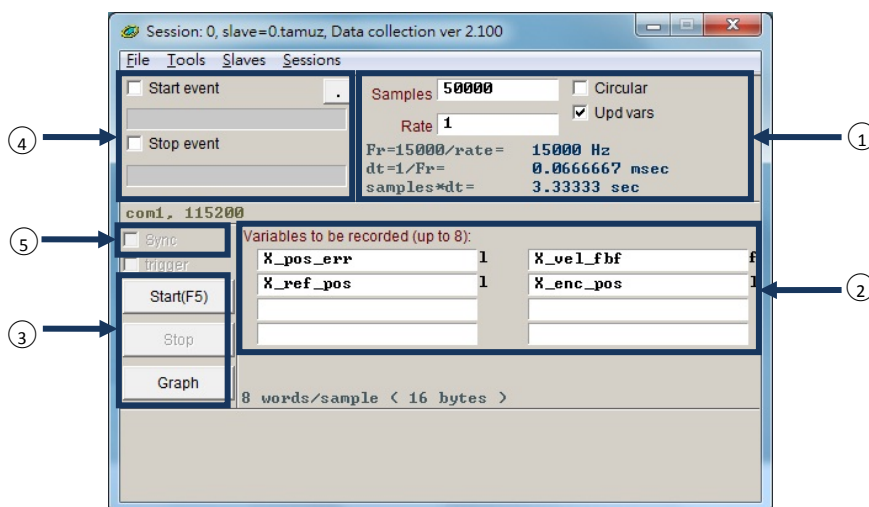 Session: 0, slave=0.tamuz, Data collection ver 2.100
File Tools Slaves Sessions
Start event .
Stop event
Samples 50000
Rate 1
Circular
Upd vars
Fr=15000/rate= 15000 Hz
dt=1/Fr= 0.0666667 msec
samples*dt= 3.33333 sec
④
①
com1, 115200
⑤
Sync
trigger
Variables to be recorded (up to 8):
X_pos_err l X_vel_fbf f
X_ref_pos l X_enc_pos l
②
③
Start(F5)
Stop
Graph
8 words/sample ( 16 bytes )